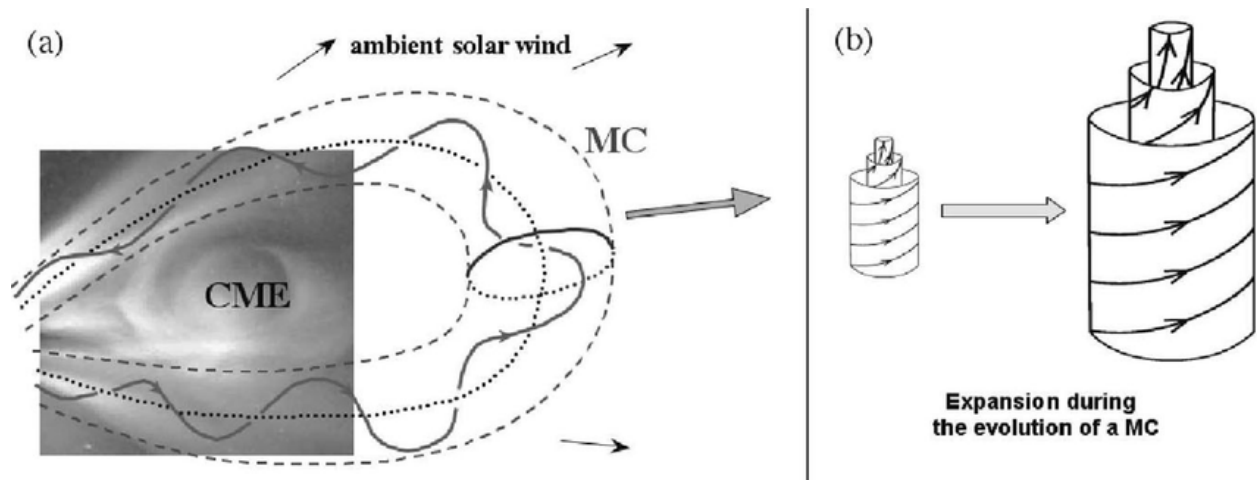 (a)
ambient solar wind
MC
CME
(b)
Expansion during
the evolution of a MC